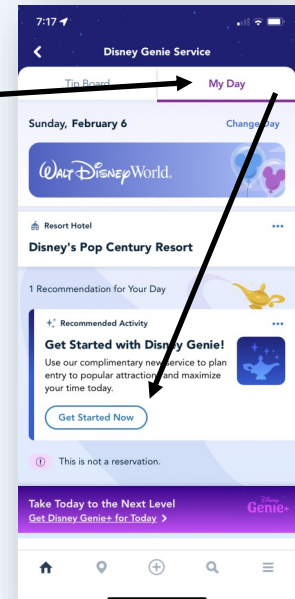 7:17
Disney Genie Service
Tip Board My Day
Sunday, February 6 Change Day
Walt Disney World.
Resort Hotel
Disney's Pop Century Resort
1 Recommendation for Your Day
Recommended Activity
Get Started with Disney Genie!
Use our complimentary new service to plan
entry to popular attractions and maximize
your time today.
Get Started Now
This is not a reservation.
Take Today to the Next Level
Get Disney Genie+ for Today >
Disney
Genie+